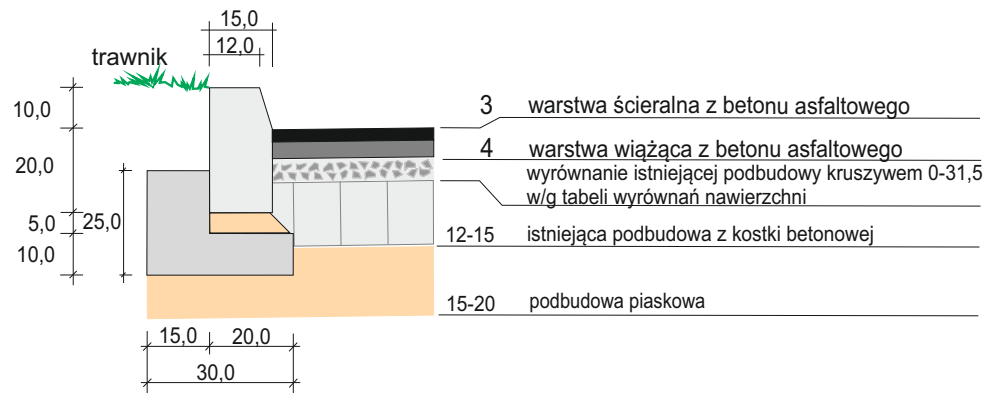 15,0
12,0
trawnik
10,0
20,0
5,0
10,0
25,0
3 warstwa ścieralna z betonu asfaltowego
4 warstwa wiążąca z betonu asfaltowego
wyrównanie istniejącej podbudowy kruszywem 0-31,5
w/g tabeli wyrównań nawierzchni
12-15 istniejąca podbudowa z kostki betonowej
15-20 podbudowa piaskowa
15,0 20,0
30,0